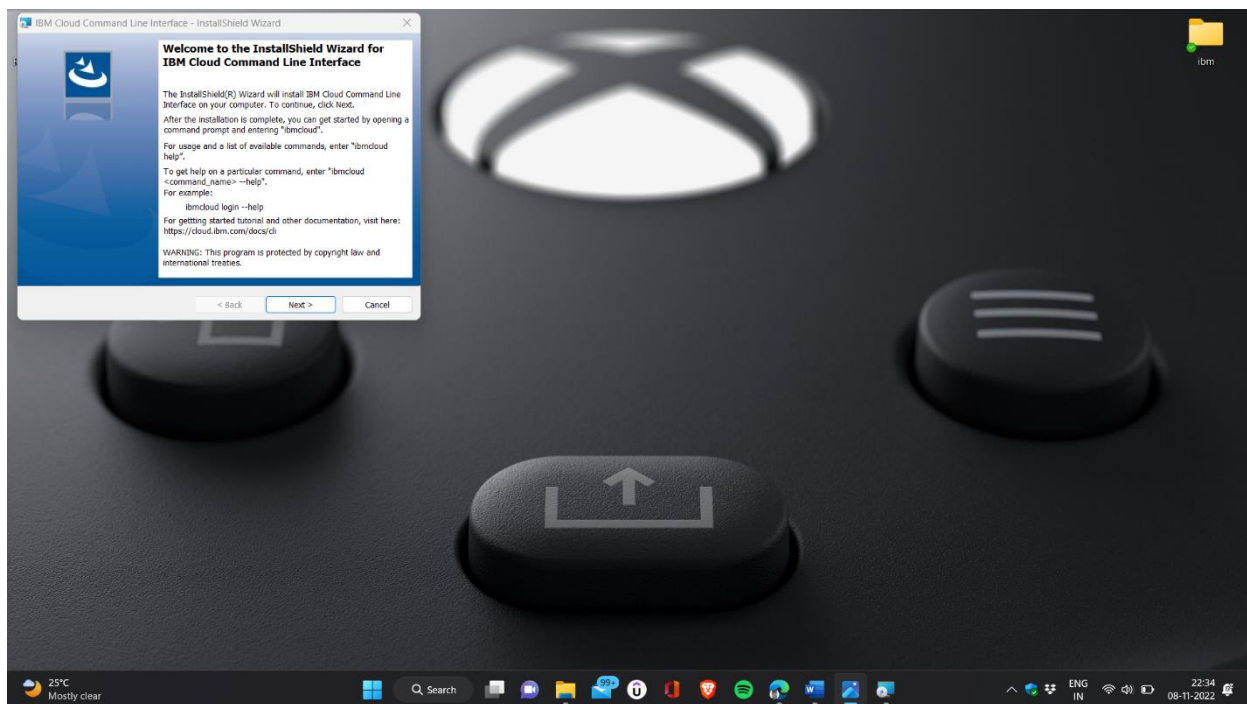 IBM Cloud Command Line Interface - InstallShield Wizard
Welcome to the InstallShield Wizard for
IBM Cloud Command Line Interface
The InstallShield(R) Wizard will install IBM Cloud Command Line
Interface on your computer. To continue, click Next.
After the installation is complete, you can get started by opening a
command prompt and entering "ibmcloud".
For usage and a list of available commands, enter "ibmcloud
help".
To get help on a particular command, enter "ibmcloud
<command_name> --help".
For example:
ibmcloud login --help
For gettting started tutorial and other documentation, visit here:
https://cloud.ibm.com/docs/cli
WARNING: This program is protected by copyright law and
international treaties.
< Back
Next >
Cancel
ibm
25°C
Mostly clear
Search
99+
ENG
IN
22:34
08-11-2022